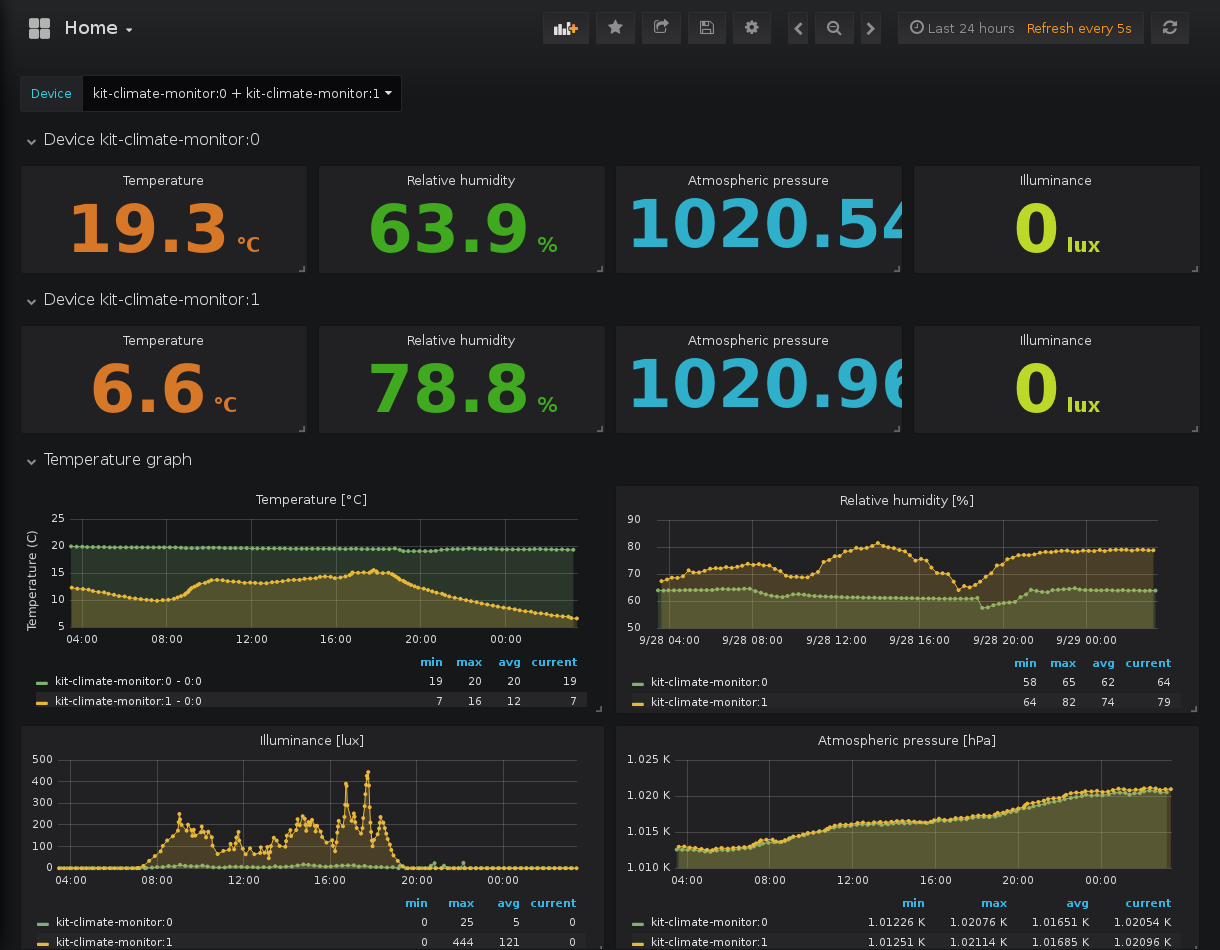 Home
Last 24 hours Refresh every 5s
Device kit-climate-monitor:0 + kit-climate-monitor:1
Device kit-climate-monitor:0
Temperature Relative humidity Atmospheric pressure Illuminance
19.3 °C 63.9 % 1020.54 0 lux
Device kit-climate-monitor:1
Temperature Relative humidity Atmospheric pressure Illuminance
6.6 °C 78.8 % 1020.96 0 lux
Temperature graph
Temperature [°C]
Temperature (C)
25
20
15
10
5
04:00 08:00 12:00 16:00 20:00 00:00
min max avg current
kit-climate-monitor:0 - 0:0 19 20 20 19
kit-climate-monitor:1 - 0:0 7 16 12 7
Relative humidity [%]
90
80
70
60
50
9/28 04:00 9/28 08:00 9/28 12:00 9/28 16:00 9/28 20:00 9/29 00:00
min max avg current
kit-climate-monitor:0 58 65 62 64
kit-climate-monitor:1 64 82 74 79
Illuminance [lux]
500
400
300
200
100
0
04:00 08:00 12:00 16:00 20:00 00:00
min max avg current
kit-climate-monitor:0 0 25 5 0
kit-climate-monitor:1 0 444 121 0
Atmospheric pressure [hPa]
1.025 K
1.020 K
1.015 K
1.010 K
04:00 08:00 12:00 16:00 20:00 00:00
min max avg current
kit-climate-monitor:0 1.01226 K 1.02076 K 1.01651 K 1.02054 K
kit-climate-monitor:1 1.01251 K 1.02114 K 1.01685 K 1.02096 K